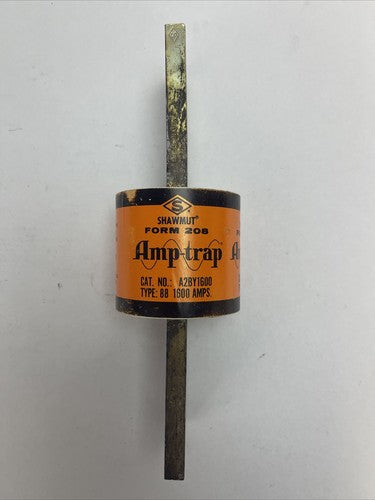 S
SHAWMUT®
FORM 208
Amp-trap
CAT. NO.: A2BY1600
TYPE: 88 1600 AMPS.